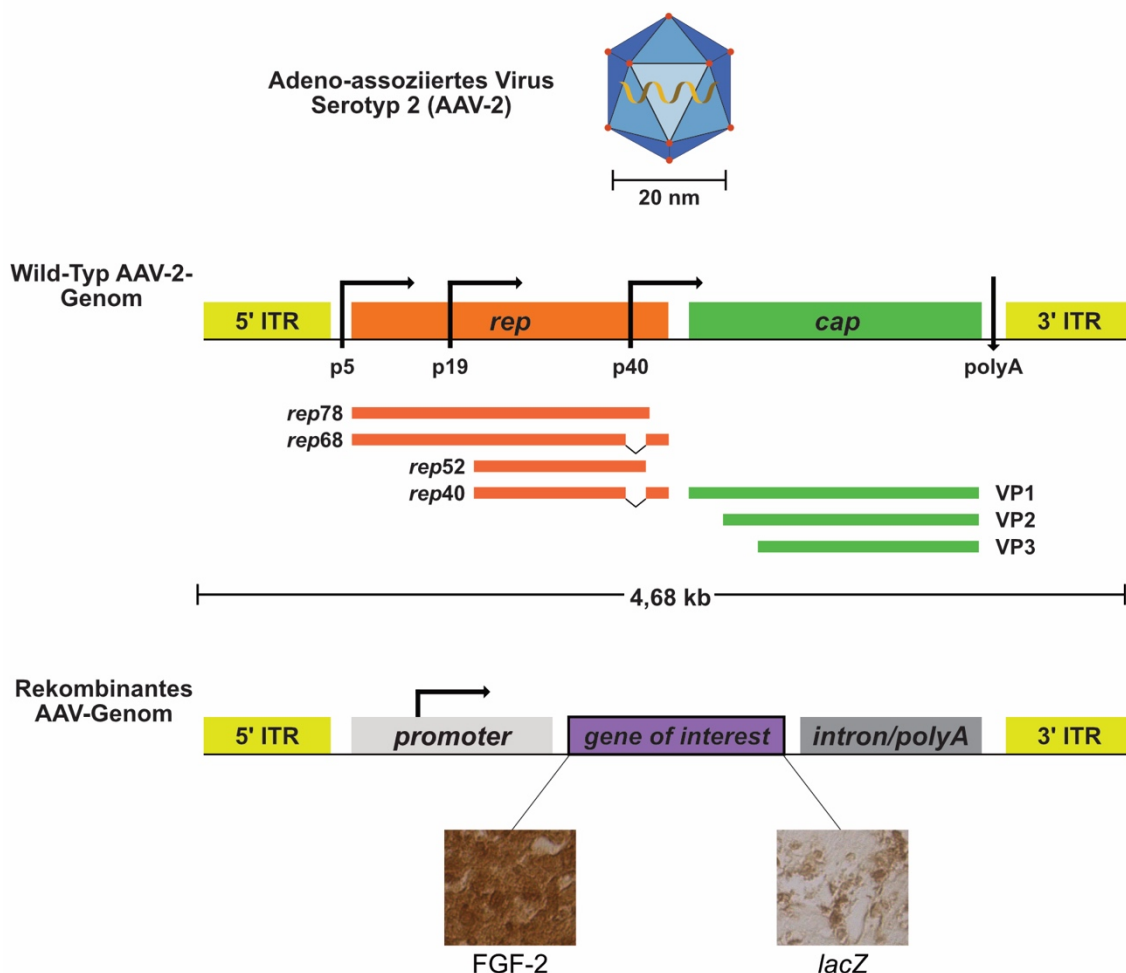 Adeno-assoziiertes Virus
Serotyp 2 (AAV-2)
20 nm
Wild-Typ AAV-2-
Genom
5' ITR
rep
cap
3' ITR
p5
p19
p40
polyA
rep78
rep68
rep52
rep40
VP1
VP2
VP3
4,68 kb
Rekombinantes
AAV-Genom
5' ITR
promoter
gene of interest
intron/polyA
3' ITR
FGF-2
lacZ